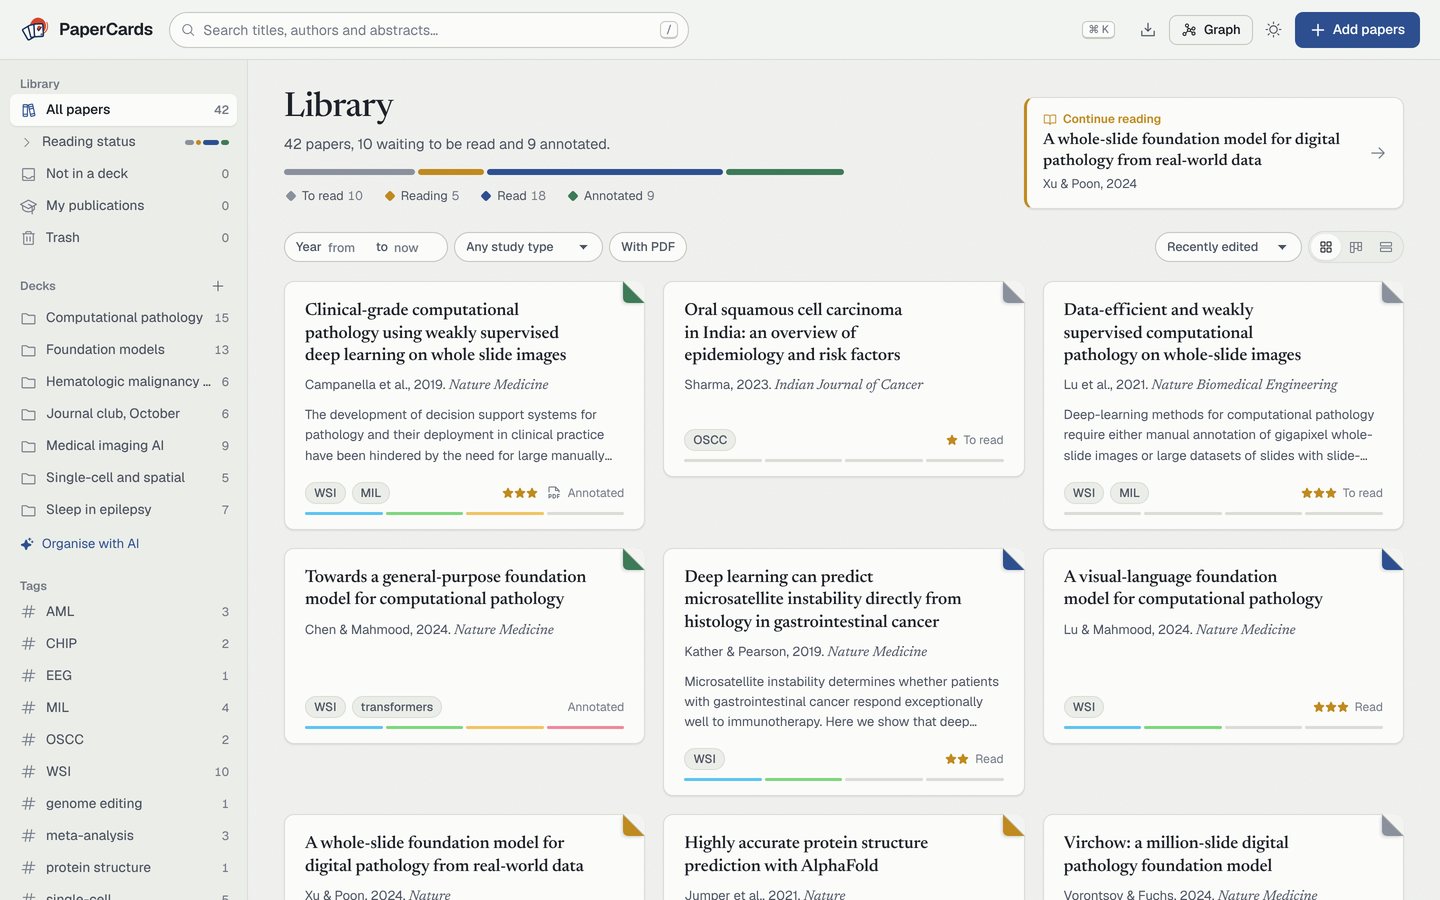 PaperCards
Search titles, authors and abstracts...
/
⌘ K
Graph
Add papers
Library
All papers 42
Reading status
Not in a deck 0
My publications 0
Trash 0
Decks
Computational pathology 15
Foundation models 13
Hematologic malignancy ... 6
Journal club, October 6
Medical imaging AI 9
Single-cell and spatial 5
Sleep in epilepsy 7
Organise with AI
Tags
# AML 3
# CHIP 2
# EEG 1
# MIL 4
# OSCC 2
# WSI 10
# genome editing 1
# meta-analysis 3
# protein structure 1
# single-cell 5
Library
42 papers, 10 waiting to be read and 9 annotated.
To read 10 Reading 5 Read 18 Annotated 9
Continue reading
A whole-slide foundation model for digital
pathology from real-world data
Xu & Poon, 2024
Year from to now
Any study type
With PDF
Recently edited
Clinical-grade computational
pathology using weakly supervised
deep learning on whole slide images
Campanella et al., 2019. Nature Medicine
The development of decision support systems for
pathology and their deployment in clinical practice
have been hindered by the need for large manually...
WSI MIL PDF Annotated
Oral squamous cell carcinoma
in India: an overview of
epidemiology and risk factors
Sharma, 2023. Indian Journal of Cancer
OSCC To read
Data-efficient and weakly
supervised computational
pathology on whole-slide images
Lu et al., 2021. Nature Biomedical Engineering
Deep-learning methods for computational pathology
require either manual annotation of gigapixel whole-
slide images or large datasets of slides with slide-...
WSI MIL To read
Towards a general-purpose foundation
model for computational pathology
Chen & Mahmood, 2024. Nature Medicine
WSI transformers Annotated
Deep learning can predict
microsatellite instability directly from
histology in gastrointestinal cancer
Kather & Pearson, 2019. Nature Medicine
Microsatellite instability determines whether patients
with gastrointestinal cancer respond exceptionally
well to immunotherapy. Here we show that deep...
WSI Read
A visual-language foundation
model for computational pathology
Lu & Mahmood, 2024. Nature Medicine
WSI Read
A whole-slide foundation model for
digital pathology from real-world data
Xu & Poon, 2024. Nature
Highly accurate protein structure
prediction with AlphaFold
Jumper et al., 2021. Nature
Virchow: a million-slide digital
pathology foundation model
Vorontsov & Fuchs, 2024. Nature Medicine